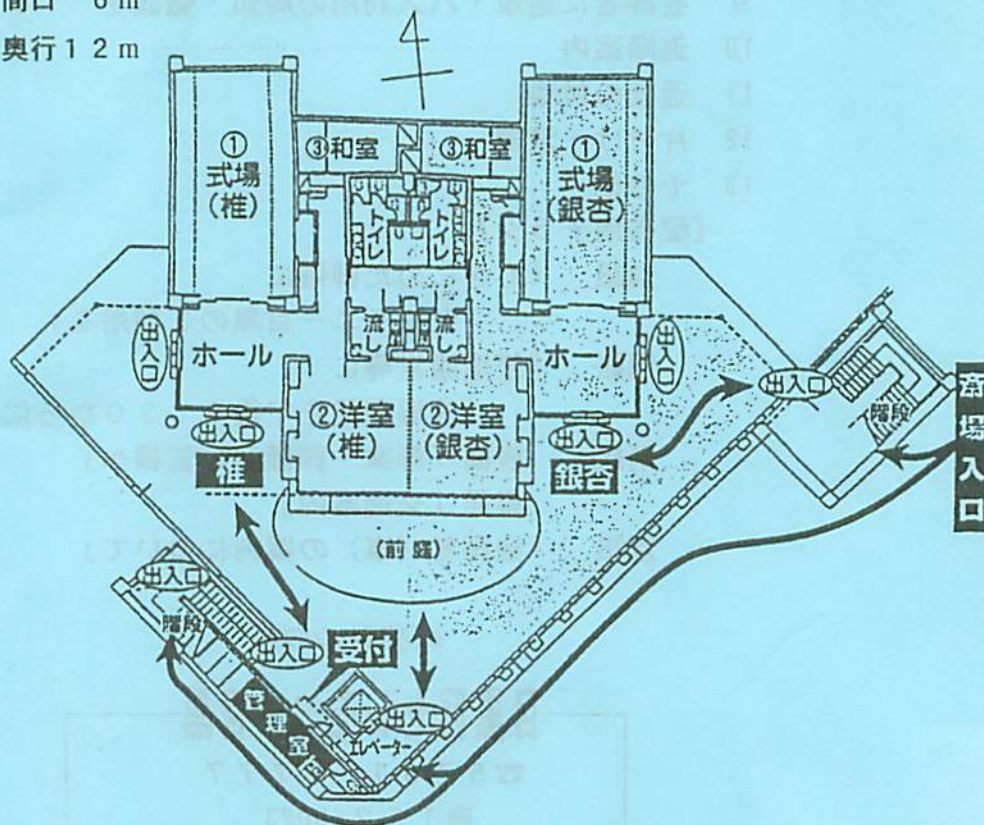 間口 6m
奥行12m
4
①
式場
(椎)
③和室
③和室
①
式場
(銀杏)
トイレ
トイレ
流し
流し
出入口
ホール
ホール
出入口
出入口
②洋室
(椎)
②洋室
(銀杏)
出入口
出入口
階段
斎場入口
椎
銀杏
(前庭)
出入口
階段
出入口
受付
管理室
出入口
エレベーター